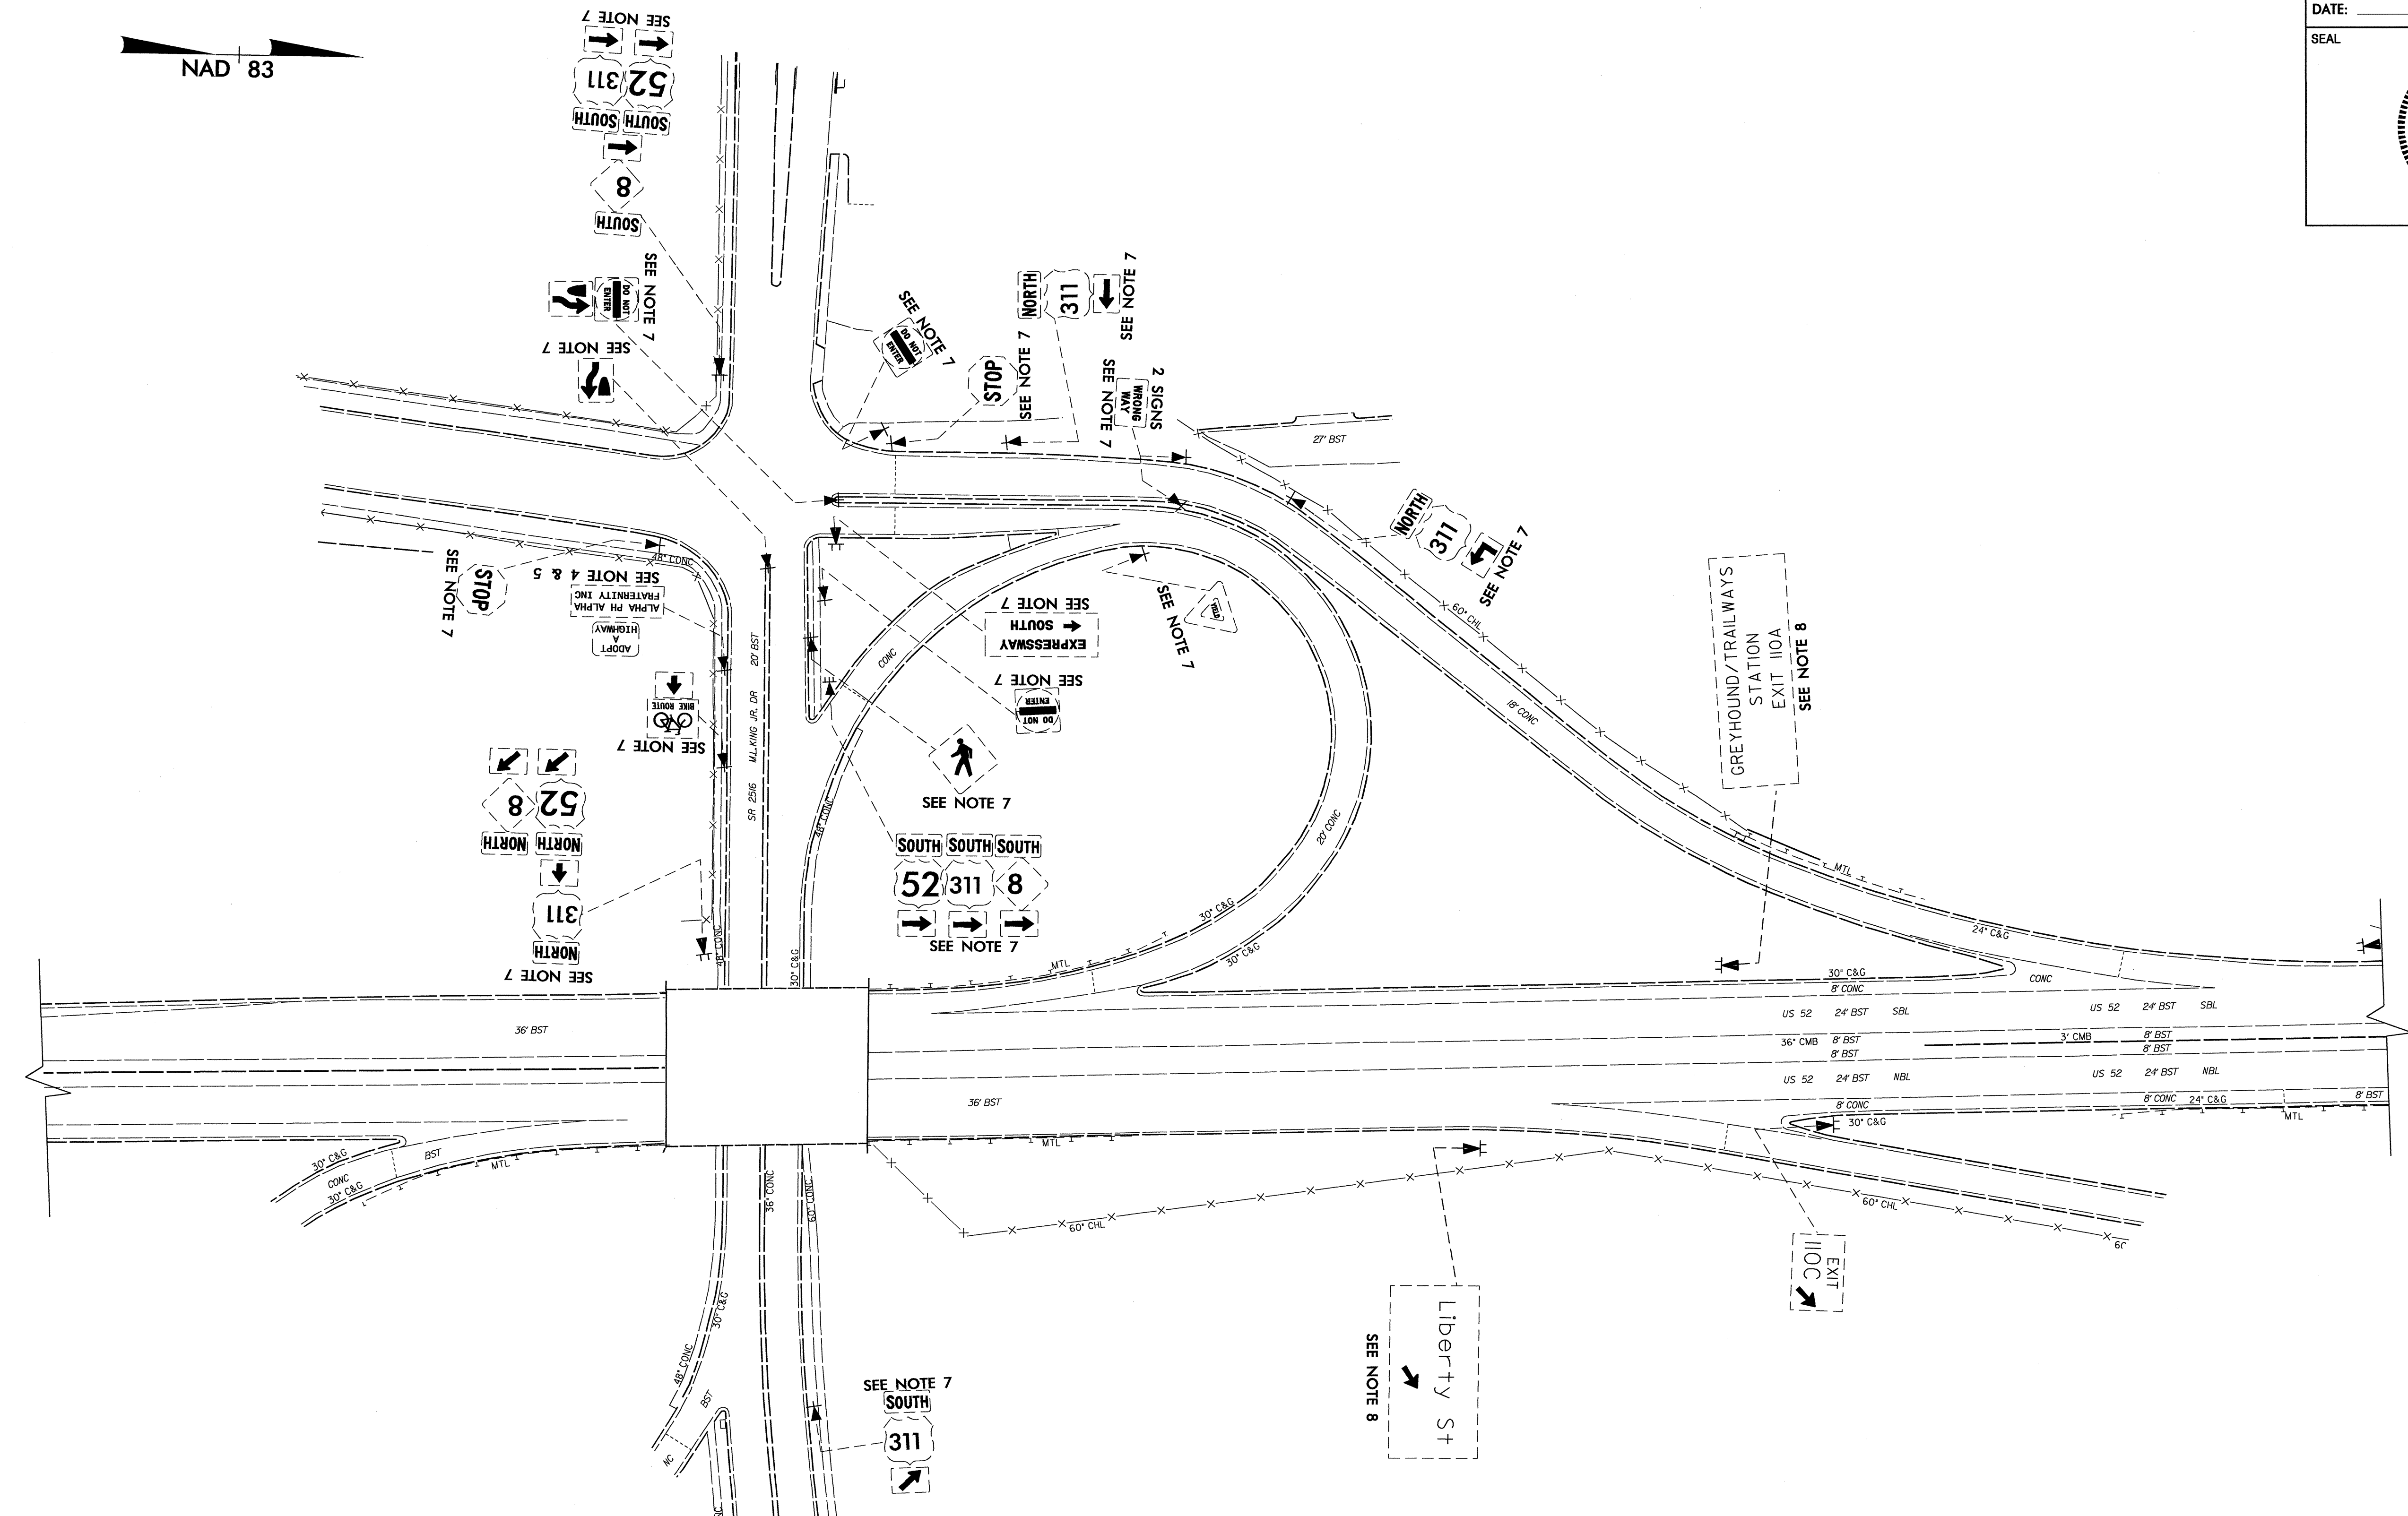 DATE:
SEAL
NAD 83
SEE NOTE 7
311 52
SOUTH SOUTH
8
SOUTH
SEE NOTE 7
DO NOT
ENTER
SEE NOTE 7
SEE NOTE 7
DO NOT
ENTER
STOP
SEE NOTE 7
NORTH
311
SEE NOTE 7
2 SIGNS
WRONG
WAY
SEE NOTE 7
27' BST
NORTH
311
SEE NOTE 7
60" CHL
18' CONC
GREYHOUND/TRAILWAYS
STATION
EXIT 110A
SEE NOTE 8
STOP
SEE NOTE 7
48" CONC
ADOPT
A
HIGHWAY
ALPHA PH ALPHA
FRATERNITY INC
SEE NOTE 4 & 5
BIKE ROUTE
SEE NOTE 7
SR 2516 M.L.KING JR. DR 20' BST
CONC
EXPRESSWAY
SOUTH
SEE NOTE 7
DO NOT
ENTER
SEE NOTE 7
YIELD
SEE NOTE 7
SEE NOTE 7
48" CONC
20' CONC
SOUTH SOUTH SOUTH
52 311 8
SEE NOTE 7
8 52
NORTH NORTH
311
NORTH
SEE NOTE 7
48" CONC
30" C&G
MTL
30" C&G
30" C&G
MTL
24" C&G
30" C&G
8' CONC
CONC
US 52 24' BST SBL
US 52 24' BST SBL
36" CMB 8' BST
8' BST
3' CMB 8' BST
8' BST
US 52 24' BST NBL
US 52 24' BST NBL
8' CONC
8' CONC 24" C&G
8' BST
MTL
30" C&G
36' BST
36' BST
MTL
30" C&G
CONC
30" C&G
BST
MTL
36" CONC
60" CONC
60" CHL
60" CHL
60
EXIT
110C
Liberty St
SEE NOTE 8
30" C&G
48" CONC
BST
NC
SEE NOTE 7
SOUTH
311